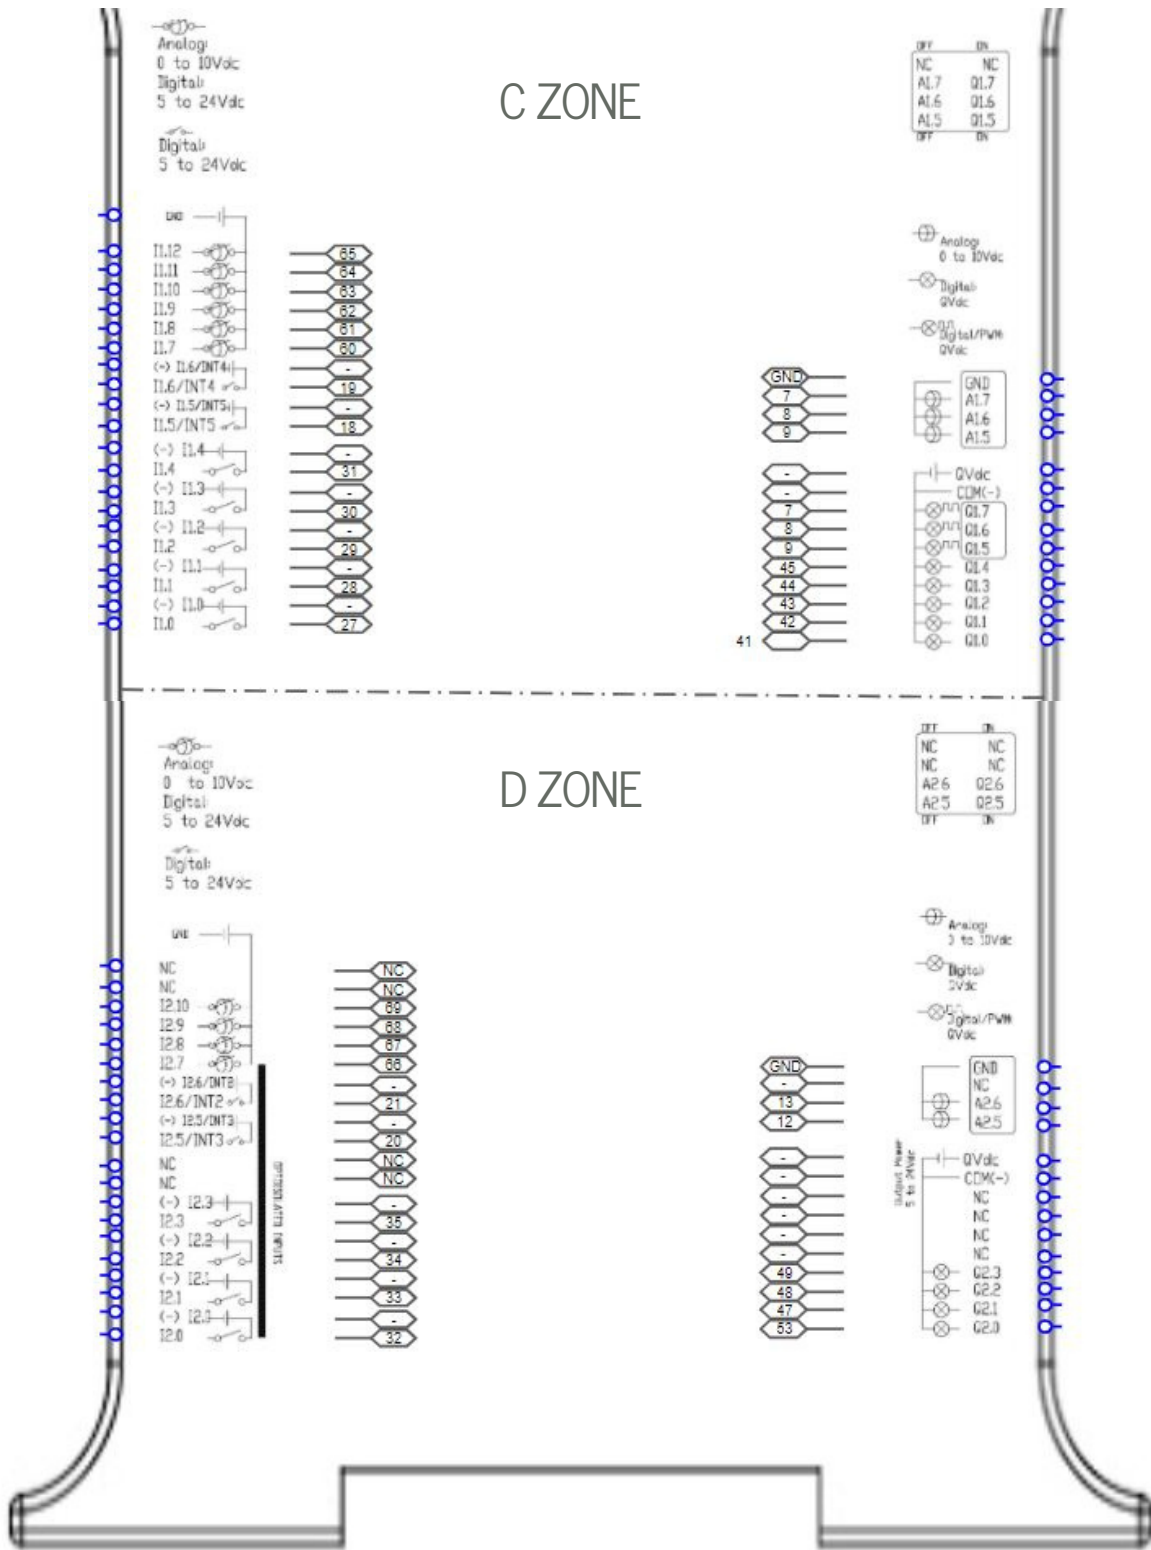 Analog:
0 to 10Vdc
Digital:
5 to 24Vdc
Digital:
5 to 24Vdc
C ZONE
OFF ON
NC NC
A1.7 Q1.7
A1.6 Q1.6
A1.5 Q1.5
OFF ON
GND
I1.12 65
I1.11 64
I1.10 63
I1.9 62
I1.8 61
I1.7 60
(-) I1.6/INT4 -
I1.6/INT4 19
(-) I1.5/INT5 -
I1.5/INT5 18
(-) I1.4 -
I1.4 31
(-) I1.3 -
I1.3 30
(-) I1.2 -
I1.2 29
(-) I1.1 -
I1.1 28
(-) I1.0 -
I1.0 27
Analog:
0 to 10Vdc
Digital:
QVdc
Digital/PWM:
QVdc
GND GND
7 A1.7
8 A1.6
9 A1.5
- QVdc
- COM(-)
7 Q1.7
8 Q1.6
9 Q1.5
45 Q1.4
44 Q1.3
43 Q1.2
42 Q1.1
41 Q1.0
Analog:
0 to 10Vdc
Digital:
5 to 24Vdc
Digital:
5 to 24Vdc
D ZONE
OFF ON
NC NC
NC NC
A2.6 Q2.6
A2.5 Q2.5
OFF ON
GND
NC NC
NC NC
I2.10 69
I2.9 68
I2.8 67
I2.7 66
(-) I2.6/INT2 -
I2.6/INT2 21
(-) I2.5/INT3 -
I2.5/INT3 20
NC NC
NC NC
(-) I2.3 -
I2.3 35
(-) I2.2 -
I2.2 34
(-) I2.1 -
I2.1 33
(-) I2.0 -
I2.0 32
OPTOISOLATED INPUTS
Analog:
0 to 10Vdc
Digital:
QVdc
Digital/PWM:
QVdc
GND GND
- NC
13 A2.6
12 A2.5
Output Power
5 to 24Vdc
- QVdc
- COM(-)
- NC
- NC
- NC
- NC
49 Q2.3
48 Q2.2
47 Q2.1
53 Q2.0